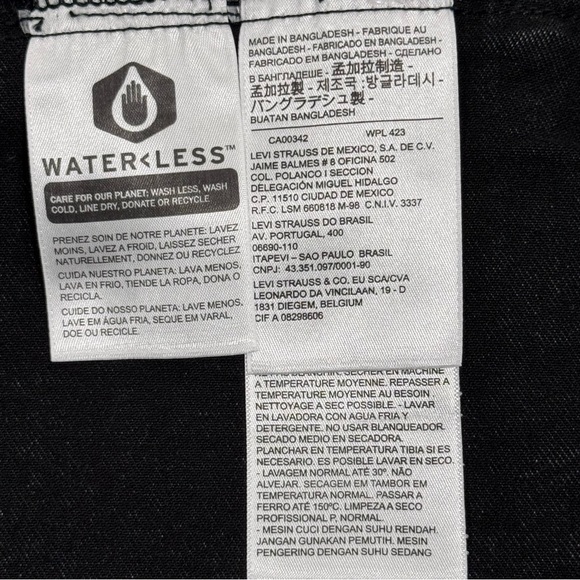 WATER<LESS™
CARE FOR OUR PLANET: WASH LESS, WASH
COLD, LINE DRY, DONATE OR RECYCLE
PRENEZ SOIN DE NOTRE PLANETE: LAVEZ
MOINS, LAVEZ A FROID, LAISSEZ SECHER
NATURELLEMENT, DONNEZ OU RECYCLEZ
CUIDA NUESTRO PLANETA: LAVA MENOS,
LAVA EN FRIO, TIENDE LA ROPA, DONA O
RECICLA.
CUIDE DO NOSSO PLANETA: LAVE MENOS,
LAVE EM ÁGUA FRIA, SEQUE EM VARAL,
DOE OU RECICLE.
MADE IN BANGLADESH - FABRIQUE AU
BANGLADESH - FABRICADO EN BANGLADESH -
FABRICADO EM BANGLADESH - СДЕЛАНО
В БАНГЛАДЕШЕ - 孟加拉制造 -
孟加拉製 - 제조국 :방글라데시 -
バングラデシュ製 -
BUATAN BANGLADESH
CA00342 WPL 423
LEVI STRAUSS DE MEXICO, S.A. DE C.V.
JAIME BALMES # 8 OFICINA 502
COL. POLANCO I SECCION
DELEGACIÓN MIGUEL HIDALGO
C.P. 11510 CIUDAD DE MEXICO
R.F.C. LSM 660618 M-98 C.N.I.V. 3337
LEVI STRAUSS DO BRASIL
AV. PORTUGAL, 400
06690-110
ITAPEVI – SAO PAULO BRASIL
CNPJ: 43.351.097/0001-90
LEVI STRAUSS & CO. EU SCA/CVA
LEONARDO DA VINCILAAN, 19 - D
1831 DIEGEM, BELGIUM
CIF A 08298606
SECHER EN MACHINE
A TEMPERATURE MOYENNE. REPASSER A
TEMPERATURE MOYENNE AU BESOIN.
NETTOYAGE A SEC POSSIBLE. - LAVAR
EN LAVADORA CON AGUA FRIA Y
DETERGENTE. NO USAR BLANQUEADOR.
SECADO MEDIO EN SECADORA.
PLANCHAR EN TEMPERATURA TIBIA SI ES
NECESARIO. ES POSIBLE LAVAR EN SECO.
- LAVAGEM NORMAL ATÉ 30º. NÃO
ALVEJAR. SECAGEM EM TAMBOR EM
TEMPERATURA NORMAL. PASSAR A
FERRO ATÉ 150ºC. LIMPEZA A SECO
PROFISSIONAL P, NORMAL.
- MESIN CUCI DENGAN SUHU RENDAH.
JANGAN GUNAKAN PEMUTIH. MESIN
PENGERING DENGAN SUHU SEDANG